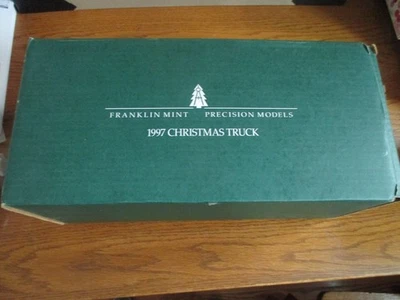 FRANKLIN MINT PRECISION MODELS
1997 CHRISTMAS TRUCK